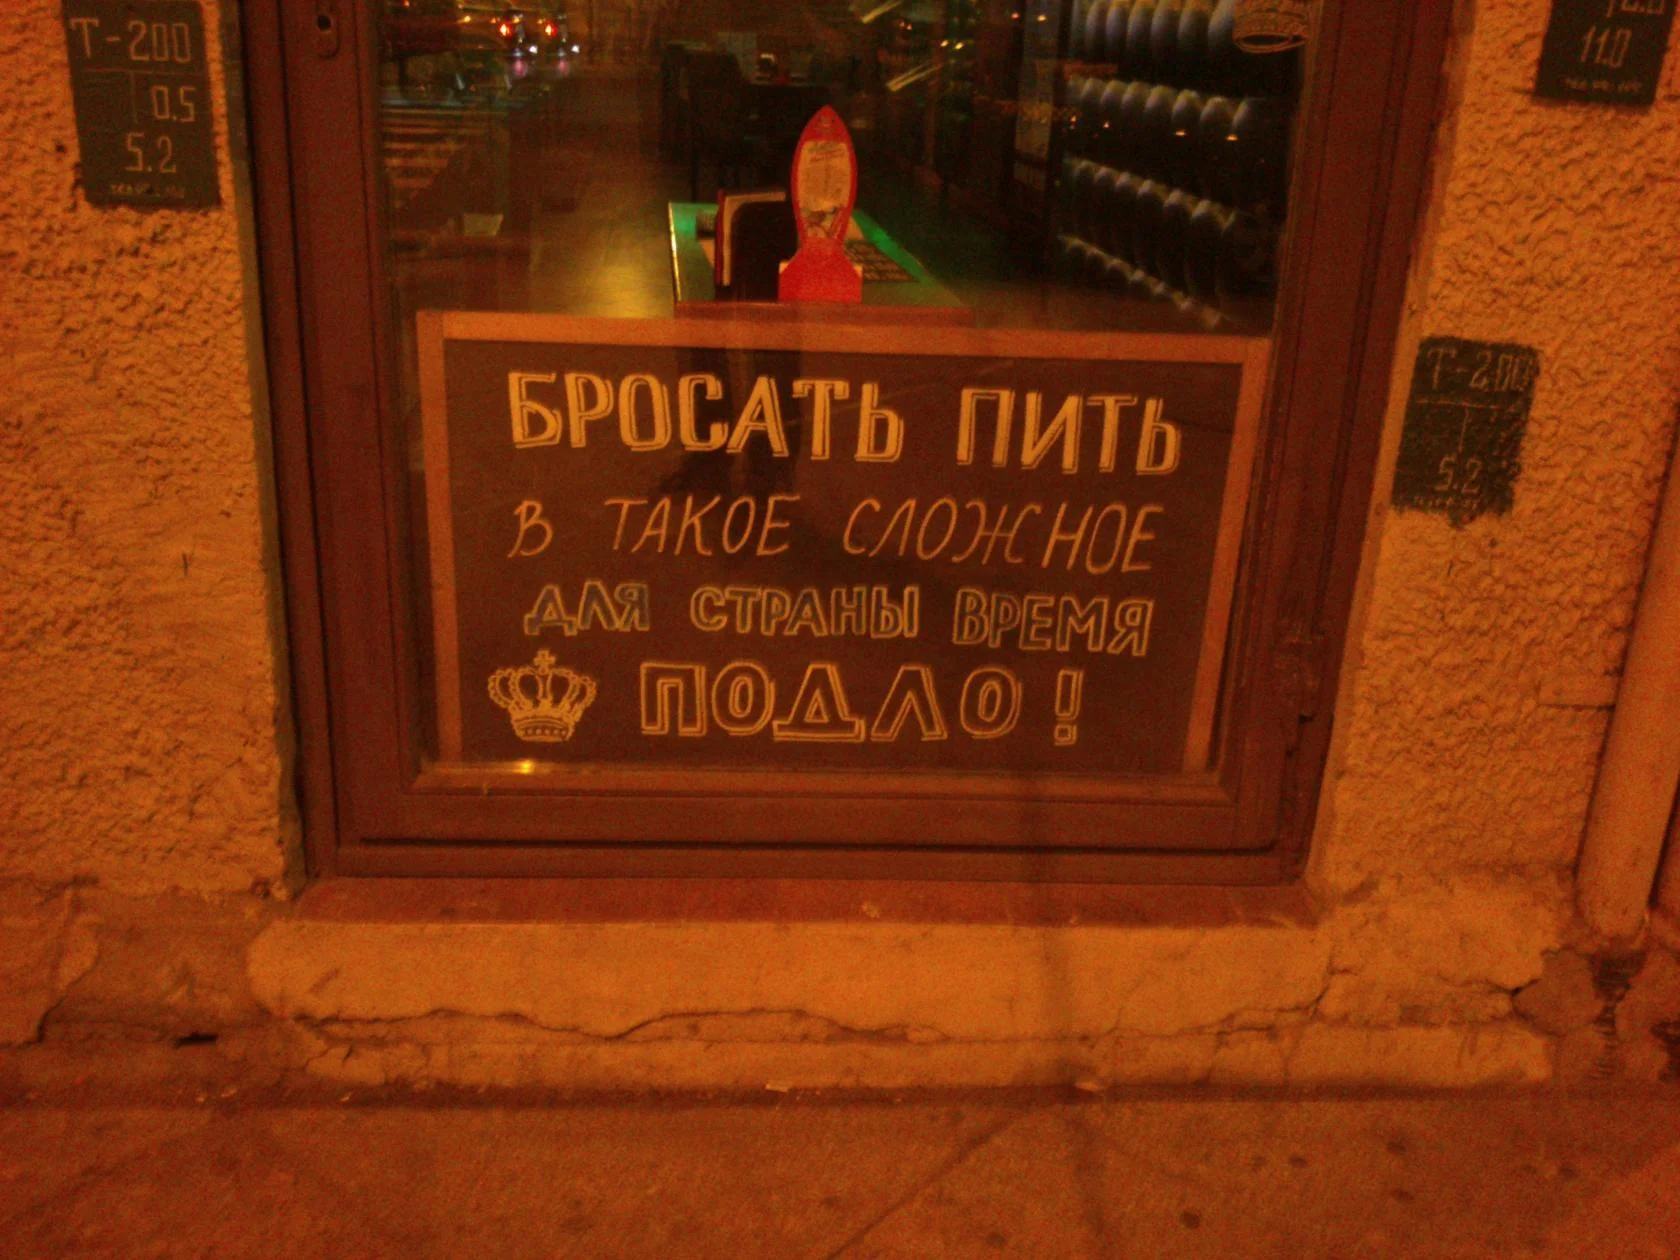 Т-200
0.5
5.2
11.0
Т-200
5.2
БРОСАТЬ ПИТЬ
В ТАКОЕ СЛОЖНОЕ
ДЛЯ СТРАНЫ ВРЕМЯ
ПОДЛО!